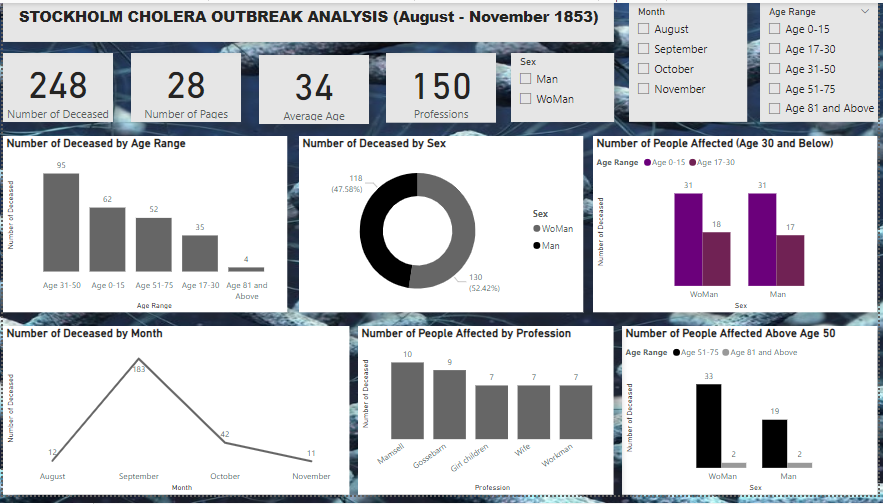 STOCKHOLM CHOLERA OUTBREAK ANALYSIS (August - November 1853)
Month
August
September
October
November
Age Range
Age 0-15
Age 17-30
Age 31-50
Age 51-75
Age 81 and Above
248
Number of Deceased
28
Number of Pages
34
Average Age
150
Professions
Sex
Man
WoMan
Number of Deceased by Age Range
Number of Deceased
95
62
52
35
4
Age 31-50
Age 0-15
Age 51-75
Age 17-30
Age 81 and
Above
Age Range
Number of Deceased by Sex
118
(47.58%)
130
(52.42%)
Sex
WoMan
Man
Number of People Affected (Age 30 and Below)
Age Range Age 0-15 Age 17-30
Number of Deceased
31
18
31
17
WoMan
Man
Sex
Number of Deceased by Month
Number of Deceased
12
183
42
11
August
September
October
November
Month
Number of People Affected by Profession
Number of Deceased
10
9
7
7
7
Mamsell
Gossebarn
Girl children
Wife
Workman
Profession
Number of People Affected Above Age 50
Age Range Age 51-75 Age 81 and Above
Number of Deceased
33
2
19
2
WoMan
Man
Sex